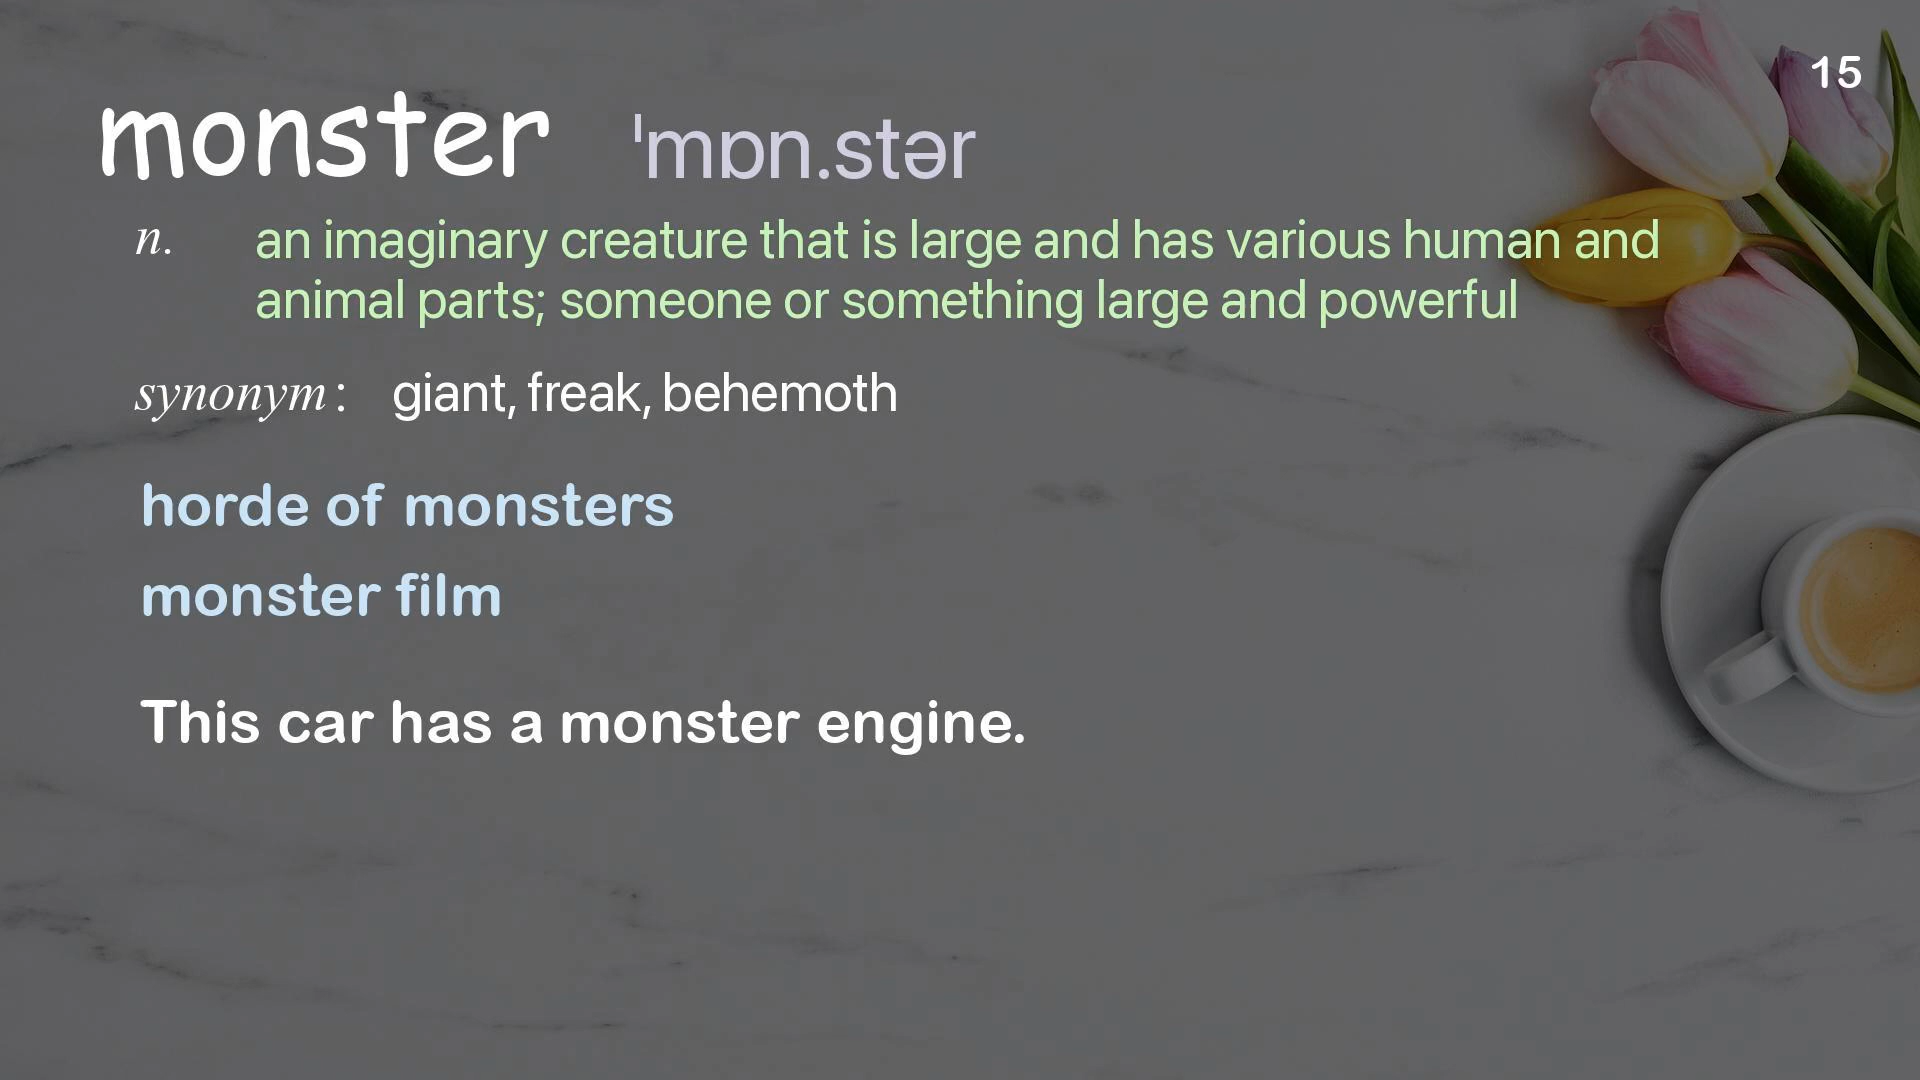 15
monster ˈmɒn.stər
n. an imaginary creature that is large and has various human and
animal parts; someone or something large and powerful
synonym: giant, freak, behemoth
horde of monsters
monster film
This car has a monster engine.